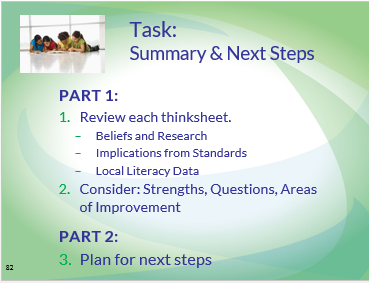 Task:
Summary & Next Steps
PART 1:
1. Review each thinksheet.
– Beliefs and Research
– Implications from Standards
– Local Literacy Data
2. Consider: Strengths, Questions, Areas
of Improvement
PART 2:
3. Plan for next steps
82